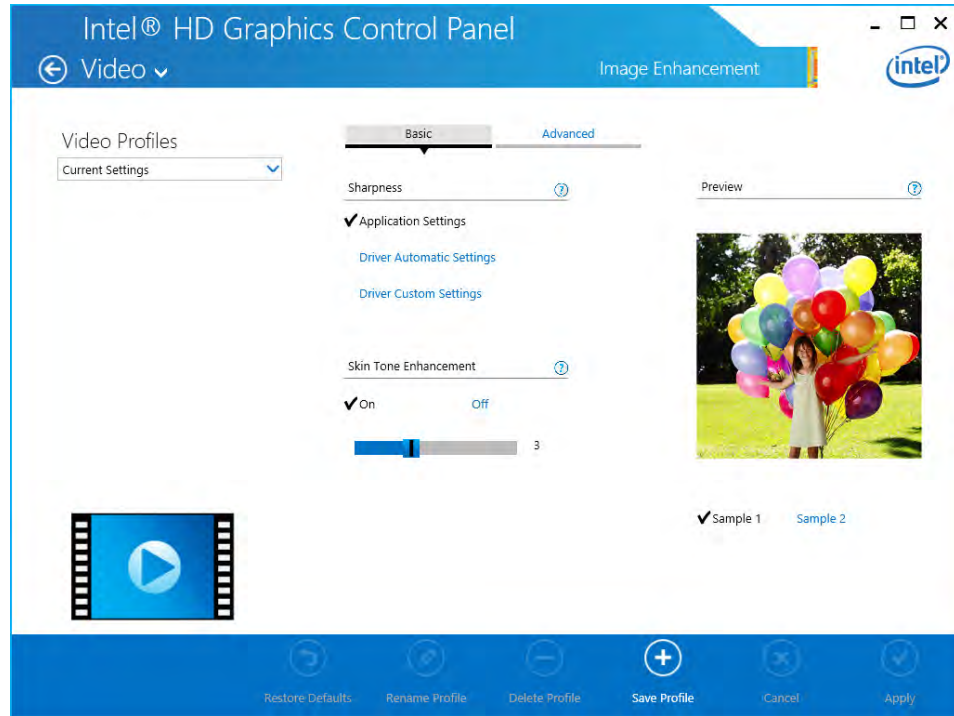 Intel® HD Graphics Control Panel
Video
Image Enhancement
intel
Video Profiles
Current Settings
Basic
Advanced
Sharpness
?
Application Settings
Driver Automatic Settings
Driver Custom Settings
Skin Tone Enhancement
?
On
Off
3
Preview
?
Sample 1
Sample 2
Restore Defaults
Rename Profile
Delete Profile
Save Profile
Cancel
Apply